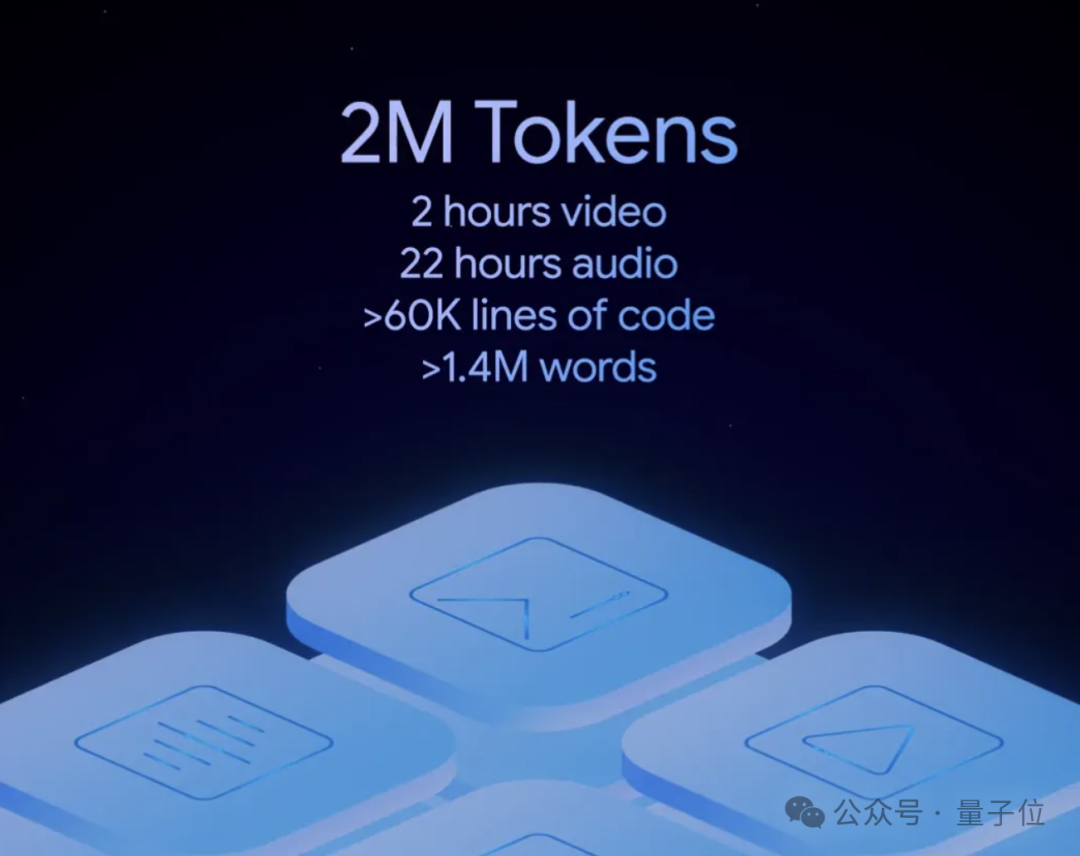 2M Tokens
2 hours video
22 hours audio
>60K lines of code
>1.4M words
公众号 · 量子位